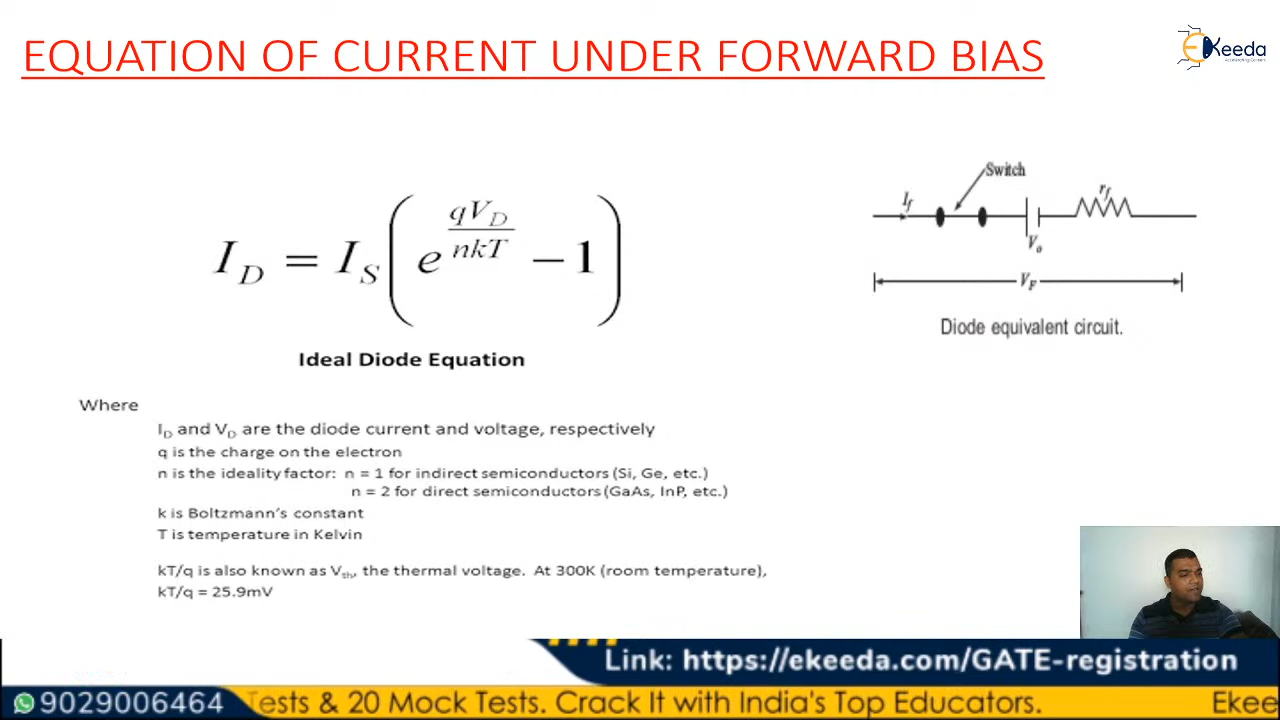 EQUATION OF CURRENT UNDER FORWARD BIAS
Ekeeda
Accelerating Careers
I_D = I_S ( e^(qV_D/nkT) − 1 )
Ideal Diode Equation
Switch
I_f
r_f
V_o
V_F
Diode equivalent circuit.
Where
I_D and V_D are the diode current and voltage, respectively
q is the charge on the electron
n is the ideality factor: n = 1 for indirect semiconductors (Si, Ge, etc.)
n = 2 for direct semiconductors (GaAs, InP, etc.)
k is Boltzmann's constant
T is temperature in Kelvin
kT/q is also known as V_th, the thermal voltage. At 300K (room temperature),
kT/q = 25.9mV
Link: https://ekeeda.com/GATE-registration
9029006464 Tests & 20 Mock Tests. Crack It with India's Top Educators. Ekee